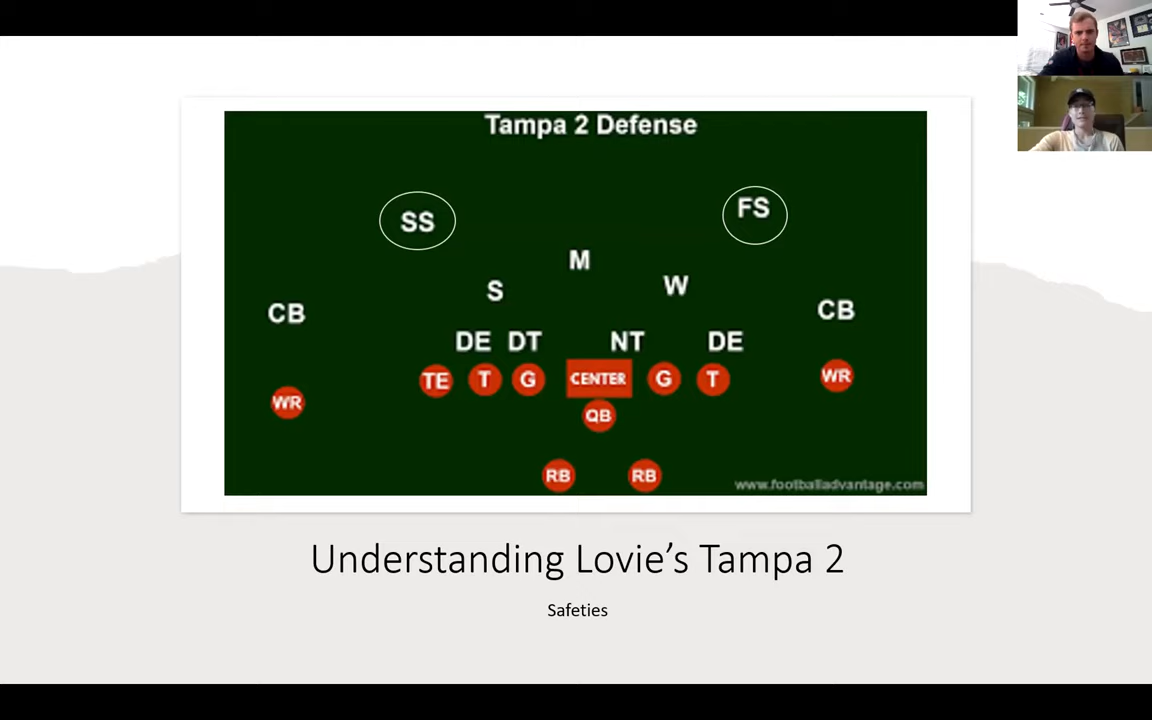 Tampa 2 Defense
SS FS
M
S W
CB CB
DE DT NT DE
TE T G CENTER G T WR
WR QB
RB RB
www.footballadvantage.com
Understanding Lovie's Tampa 2
Safeties